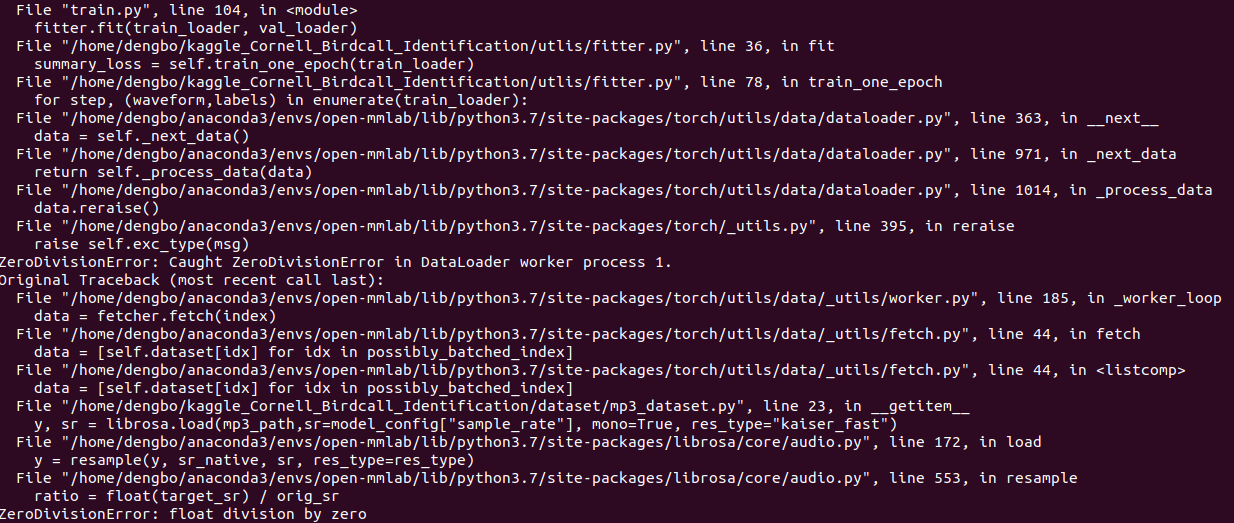 File "train.py", line 104, in <module>
fitter.fit(train_loader, val_loader)
File "/home/dengbo/kaggle_Cornell_Birdcall_Identification/utlis/fitter.py", line 36, in fit
summary_loss = self.train_one_epoch(train_loader)
File "/home/dengbo/kaggle_Cornell_Birdcall_Identification/utlis/fitter.py", line 78, in train_one_epoch
for step, (waveform,labels) in enumerate(train_loader):
File "/home/dengbo/anaconda3/envs/open-mmlab/lib/python3.7/site-packages/torch/utils/data/dataloader.py", line 363, in __next__
data = self._next_data()
File "/home/dengbo/anaconda3/envs/open-mmlab/lib/python3.7/site-packages/torch/utils/data/dataloader.py", line 971, in _next_data
return self._process_data(data)
File "/home/dengbo/anaconda3/envs/open-mmlab/lib/python3.7/site-packages/torch/utils/data/dataloader.py", line 1014, in _process_data
data.reraise()
File "/home/dengbo/anaconda3/envs/open-mmlab/lib/python3.7/site-packages/torch/_utils.py", line 395, in reraise
raise self.exc_type(msg)
ZeroDivisionError: Caught ZeroDivisionError in DataLoader worker process 1.
Original Traceback (most recent call last):
File "/home/dengbo/anaconda3/envs/open-mmlab/lib/python3.7/site-packages/torch/utils/data/_utils/worker.py", line 185, in _worker_loop
data = fetcher.fetch(index)
File "/home/dengbo/anaconda3/envs/open-mmlab/lib/python3.7/site-packages/torch/utils/data/_utils/fetch.py", line 44, in fetch
data = [self.dataset[idx] for idx in possibly_batched_index]
File "/home/dengbo/anaconda3/envs/open-mmlab/lib/python3.7/site-packages/torch/utils/data/_utils/fetch.py", line 44, in <listcomp>
data = [self.dataset[idx] for idx in possibly_batched_index]
File "/home/dengbo/kaggle_Cornell_Birdcall_Identification/dataset/mp3_dataset.py", line 23, in __getitem__
y, sr = librosa.load(mp3_path,sr=model_config["sample_rate"], mono=True, res_type="kaiser_fast")
File "/home/dengbo/anaconda3/envs/open-mmlab/lib/python3.7/site-packages/librosa/core/audio.py", line 172, in load
y = resample(y, sr_native, sr, res_type=res_type)
File "/home/dengbo/anaconda3/envs/open-mmlab/lib/python3.7/site-packages/librosa/core/audio.py", line 553, in resample
ratio = float(target_sr) / orig_sr
ZeroDivisionError: float division by zero